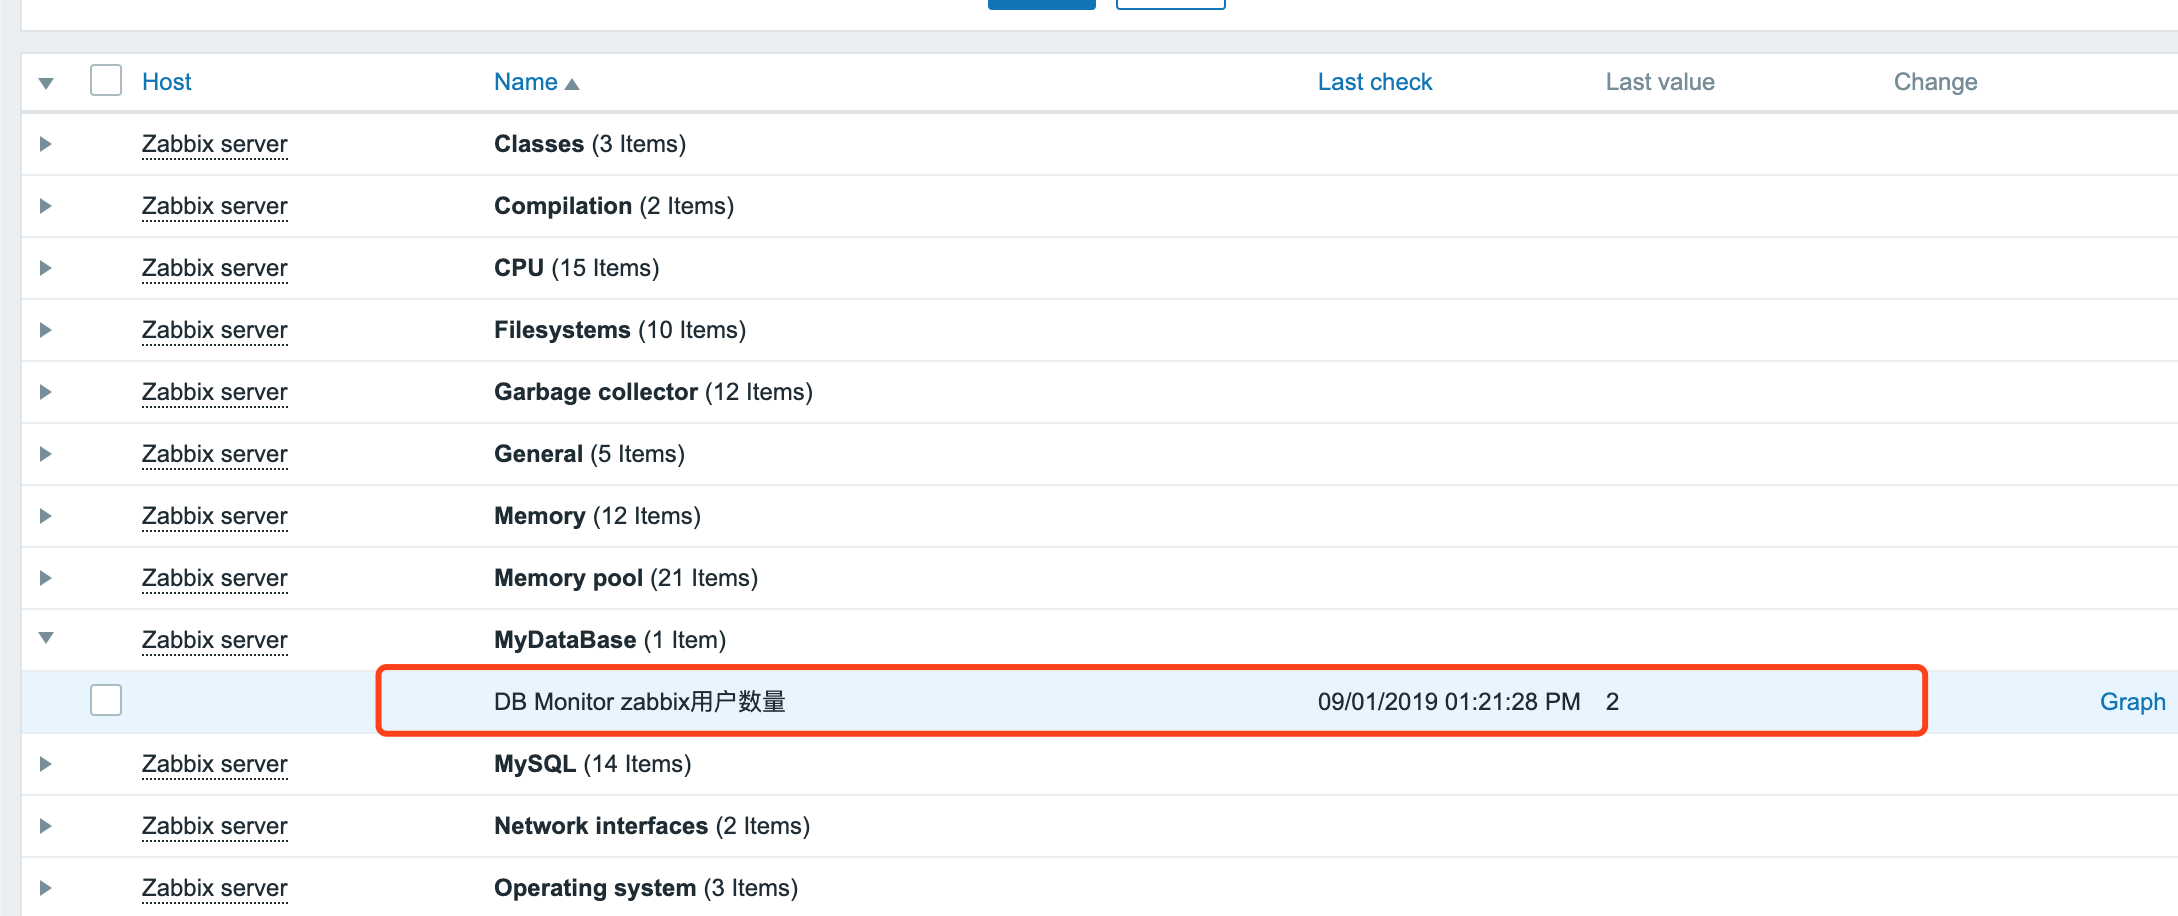 Host Name Last check Last value Change
Zabbix server Classes (3 Items)
Zabbix server Compilation (2 Items)
Zabbix server CPU (15 Items)
Zabbix server Filesystems (10 Items)
Zabbix server Garbage collector (12 Items)
Zabbix server General (5 Items)
Zabbix server Memory (12 Items)
Zabbix server Memory pool (21 Items)
Zabbix server MyDataBase (1 Item)
DB Monitor zabbix用户数量 09/01/2019 01:21:28 PM 2 Graph
Zabbix server MySQL (14 Items)
Zabbix server Network interfaces (2 Items)
Zabbix server Operating system (3 Items)